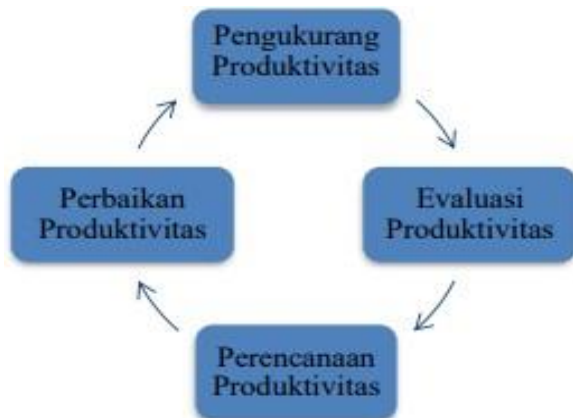 Pengukurang
Produktivitas
Evaluasi
Produktivitas
Perencanaan
Produktivitas
Perbaikan
Produktivitas